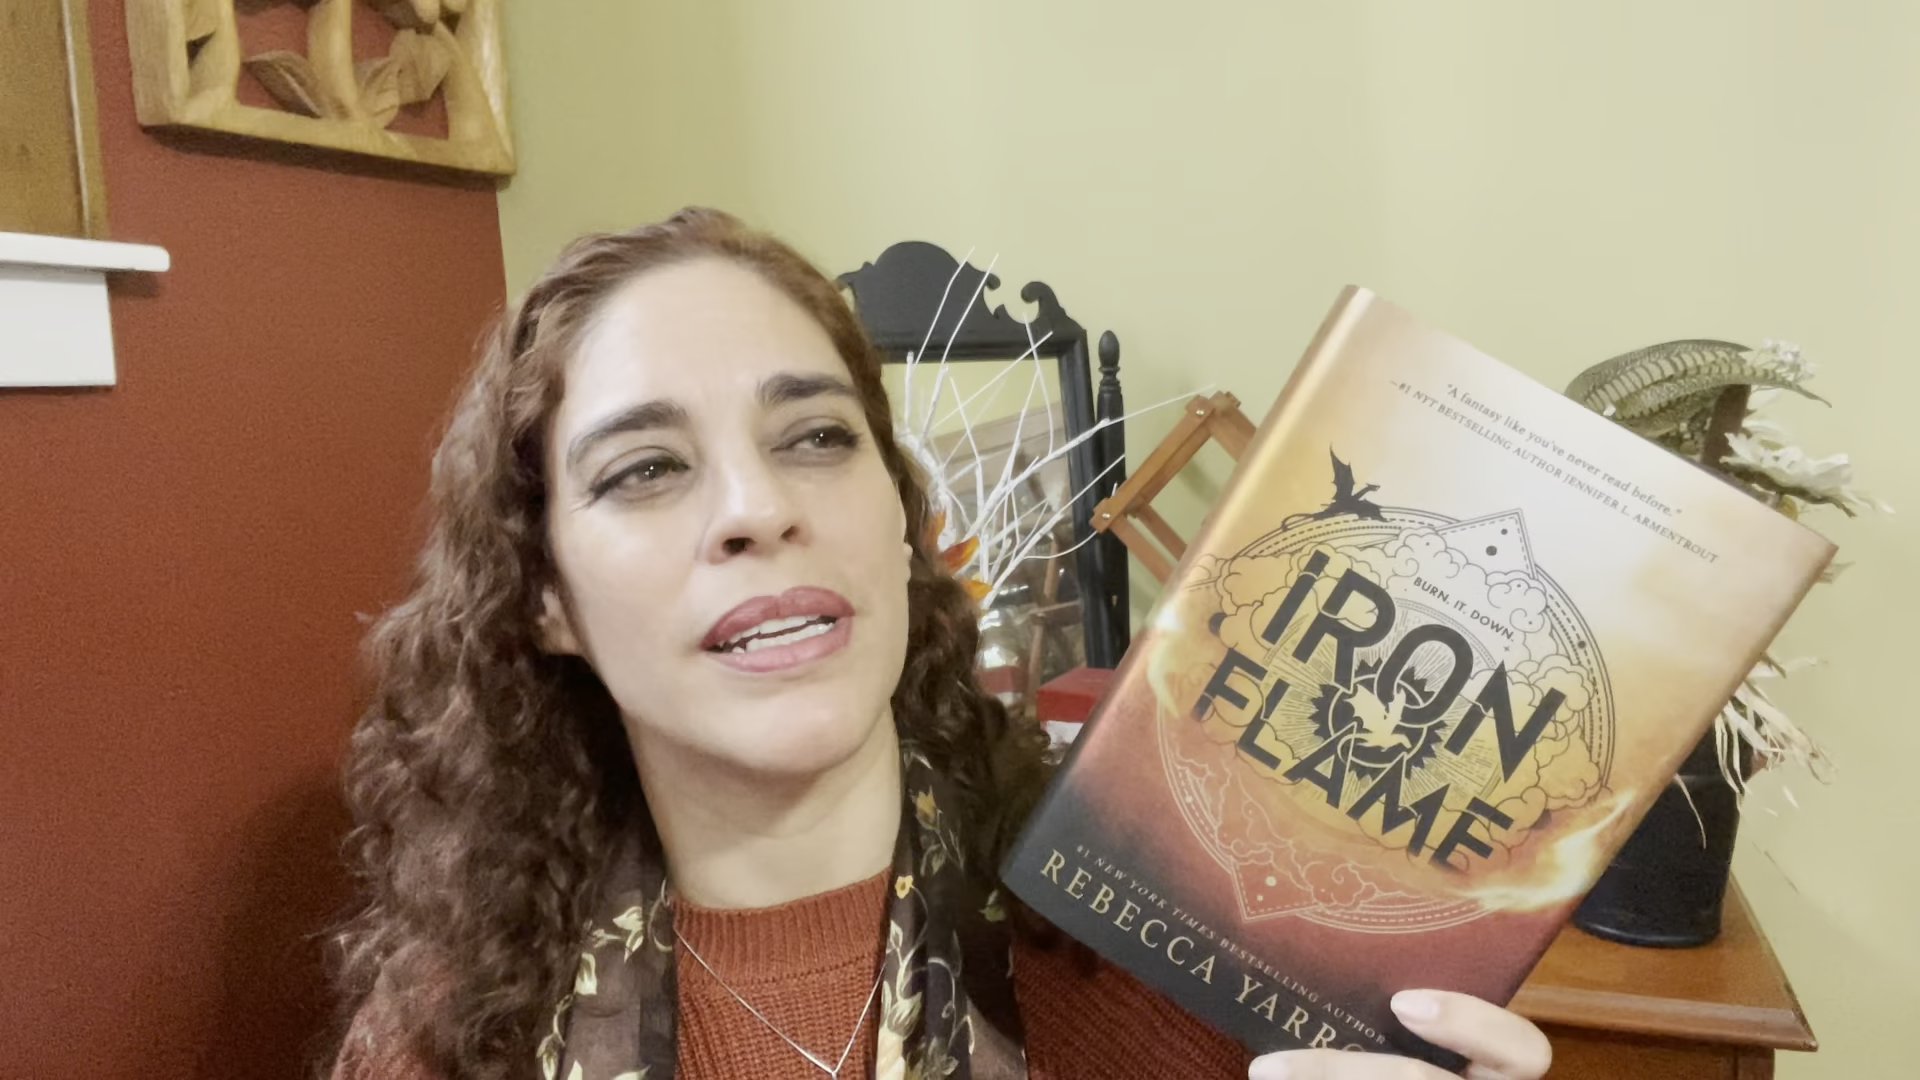 "A fantasy like you've never read before."
—#1 NYT BESTSELLING AUTHOR JENNIFER L. ARMENTROUT
BURN. IT. DOWN.
IRON
FLAME
#1 NEW YORK TIMES BESTSELLING AUTHOR
REBECCA YARRO